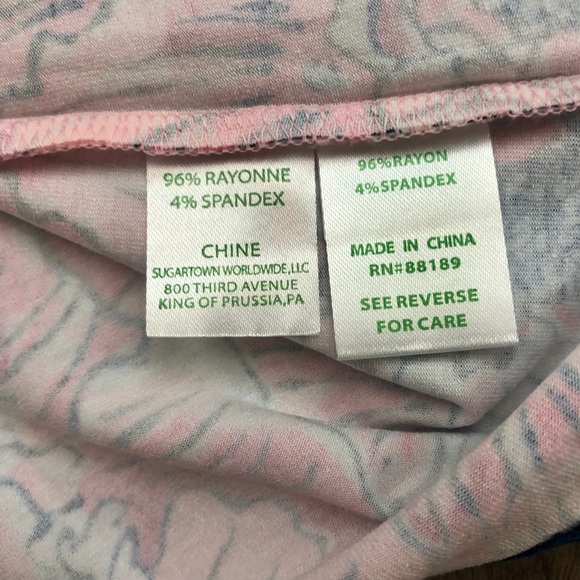 96% RAYONNE
4% SPANDEX
CHINE
SUGARTOWN WORLDWIDE,LLC
800 THIRD AVENUE
KING OF PRUSSIA,PA
96%RAYON
4%SPANDEX
MADE IN CHINA
RN#88189
SEE REVERSE
FOR CARE